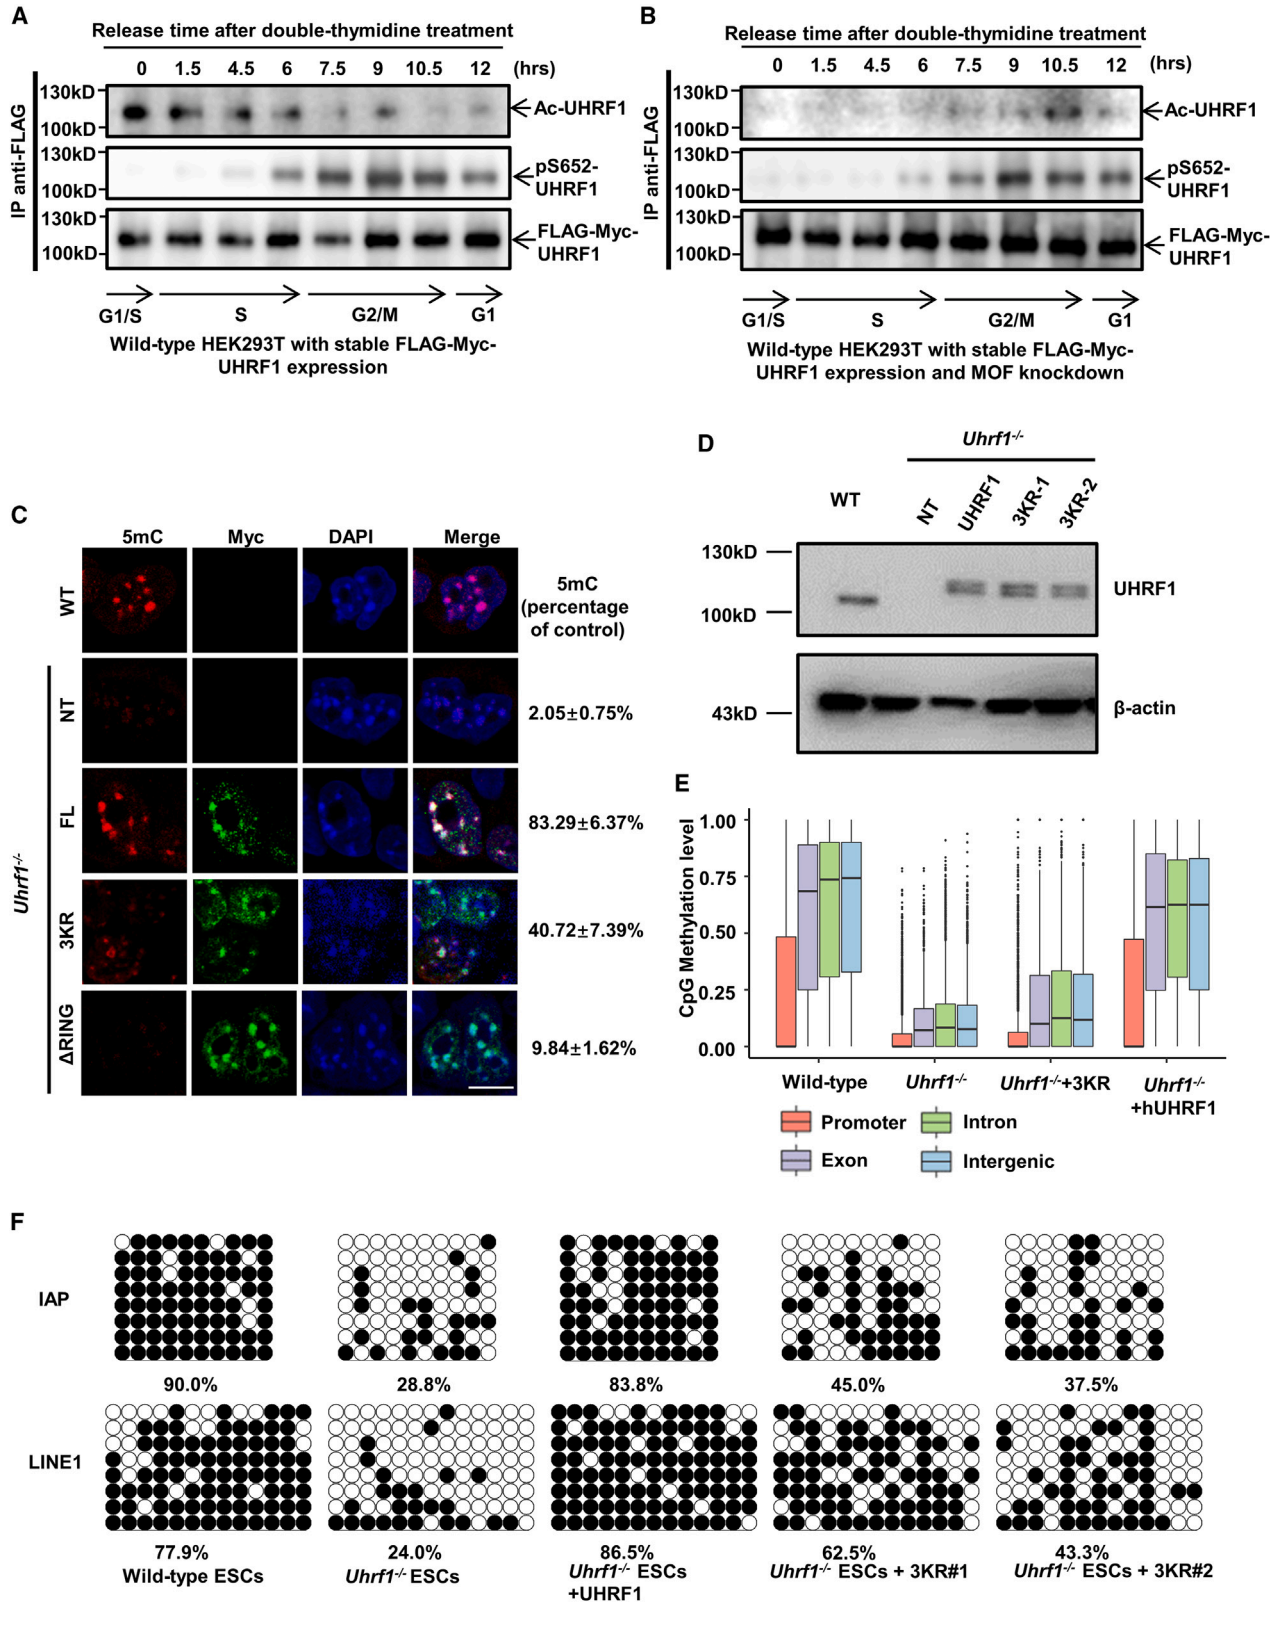 A
Release time after double-thymidine treatment
0 1.5 4.5 6 7.5 9 10.5 12 (hrs)
IP anti-FLAG
130kD
100kD
Ac-UHRF1
130kD
100kD
pS652-
UHRF1
130kD
100kD
FLAG-Myc-
UHRF1
G1/S S G2/M G1
Wild-type HEK293T with stable FLAG-Myc-
UHRF1 expression
B
Release time after double-thymidine treatment
0 1.5 4.5 6 7.5 9 10.5 12 (hrs)
IP anti-FLAG
130kD
100kD
Ac-UHRF1
130kD
100kD
pS652-
UHRF1
130kD
100kD
FLAG-Myc-
UHRF1
G1/S S G2/M G1
Wild-type HEK293T with stable FLAG-Myc-
UHRF1 expression and MOF knockdown
C
5mC Myc DAPI Merge
5mC
(percentage
of control)
WT
Uhrf1-/-
NT
2.05±0.75%
FL
83.29±6.37%
3KR
40.72±7.39%
ΔRING
9.84±1.62%
D
Uhrf1-/-
WT NT UHRF1 3KR-1 3KR-2
130kD
100kD
UHRF1
43kD
β-actin
E
CpG Methylation level
1.00
0.75
0.50
0.25
0.00
Wild-type Uhrf1-/- Uhrf1-/-+3KR Uhrf1-/-
+hUHRF1
Promoter Intron
Exon Intergenic
F
IAP
90.0% 28.8% 83.8% 45.0% 37.5%
LINE1
77.9% 24.0% 86.5% 62.5% 43.3%
Wild-type ESCs Uhrf1-/- ESCs Uhrf1-/- ESCs Uhrf1-/- ESCs + 3KR#1 Uhrf1-/- ESCs + 3KR#2
+UHRF1